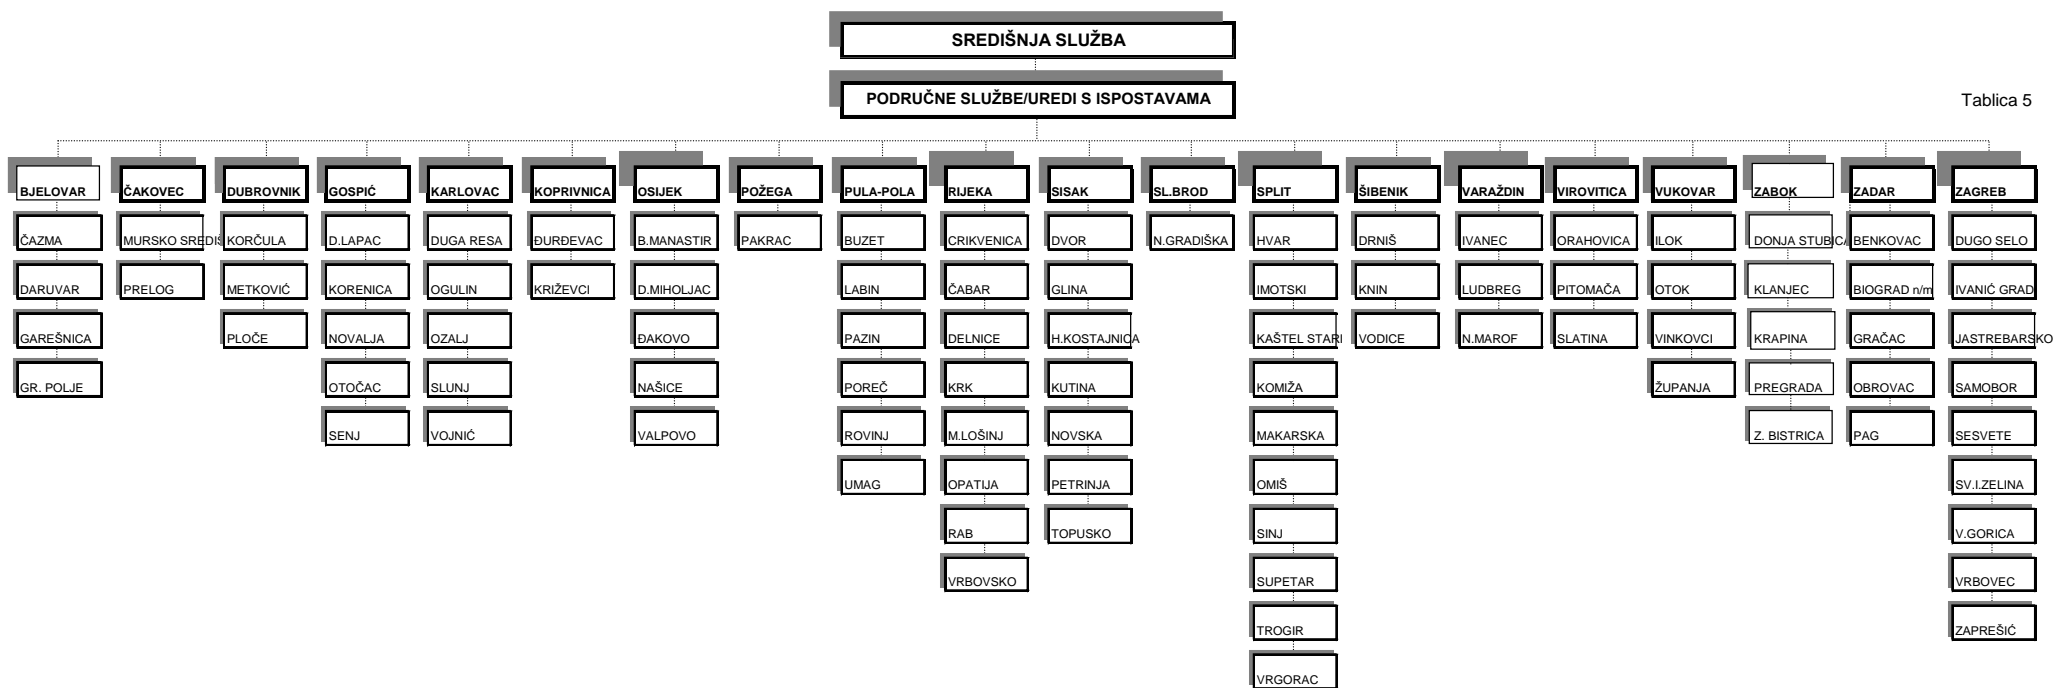 SREDIŠNJA SLUŽBA
PODRUČNE SLUŽBE/UREDI S ISPOSTAVAMA
Tablica 5
BJELOVAR
ČAZMA
DARUVAR
GAREŠNICA
GR. POLJE
ČAKOVEC
MURSKO SREDIŠ
PRELOG
DUBROVNIK
KORČULA
METKOVIĆ
PLOČE
GOSPIĆ
D.LAPAC
KORENICA
NOVALJA
OTOČAC
SENJ
KARLOVAC
DUGA RESA
OGULIN
OZALJ
SLUNJ
VOJNIĆ
KOPRIVNICA
ĐURĐEVAC
KRIŽEVCI
OSIJEK
B.MANASTIR
D.MIHOLJAC
ĐAKOVO
NAŠICE
VALPOVO
POŽEGA
PAKRAC
PULA-POLA
BUZET
LABIN
PAZIN
POREČ
ROVINJ
UMAG
RIJEKA
CRIKVENICA
ČABAR
DELNICE
KRK
M.LOŠINJ
OPATIJA
RAB
VRBOVSKO
SISAK
DVOR
GLINA
H.KOSTAJNICA
KUTINA
NOVSKA
PETRINJA
TOPUSKO
SL.BROD
N.GRADIŠKA
SPLIT
HVAR
IMOTSKI
KAŠTEL STARI
KOMIŽA
MAKARSKA
OMIŠ
SINJ
SUPETAR
TROGIR
VRGORAC
ŠIBENIK
DRNIŠ
KNIN
VODICE
VARAŽDIN
IVANEC
LUDBREG
N.MAROF
VIROVITICA
ORAHOVICA
PITOMAČA
SLATINA
VUKOVAR
ILOK
OTOK
VINKOVCI
ŽUPANJA
ZABOK
DONJA STUBICA
KLANJEC
KRAPINA
PREGRADA
Z. BISTRICA
ZADAR
BENKOVAC
BIOGRAD n/m
GRAČAC
OBROVAC
PAG
ZAGREB
DUGO SELO
IVANIĆ GRAD
JASTREBARSKO
SAMOBOR
SESVETE
SV.I.ZELINA
V.GORICA
VRBOVEC
ZAPREŠIĆ